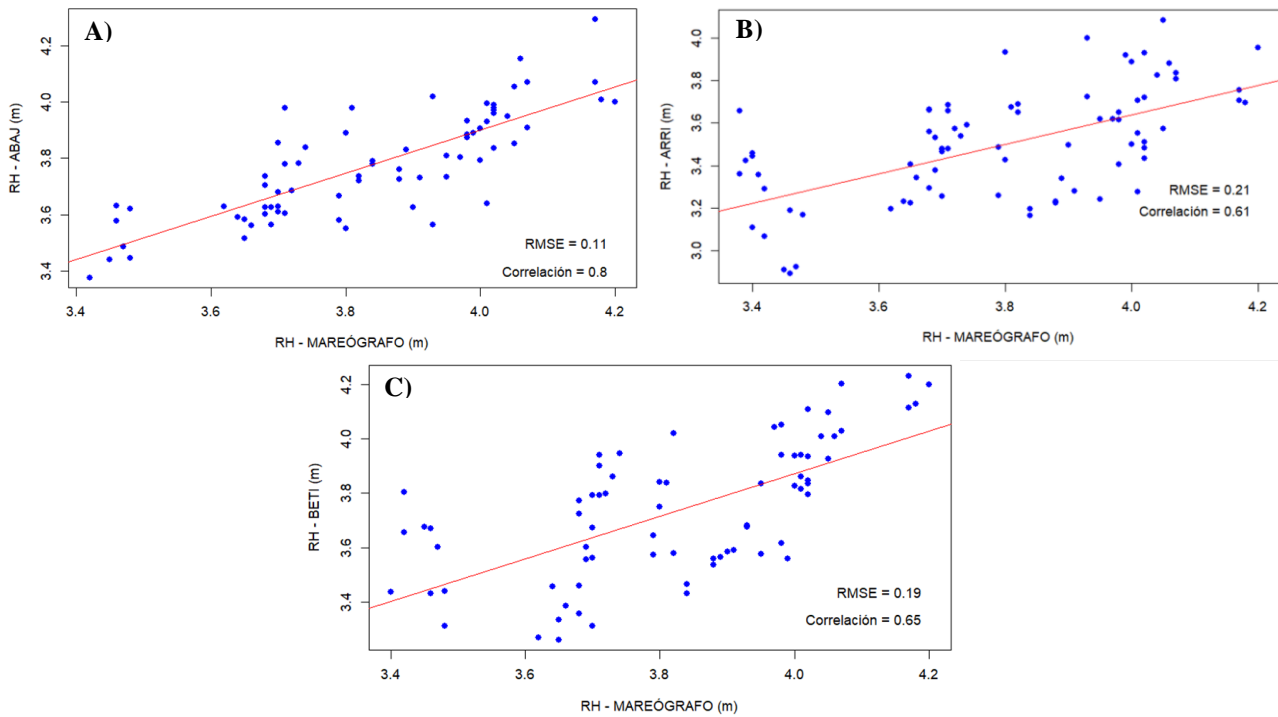 A)
RH - ABAJ (m)
4.2
4.0
3.8
3.6
3.4
RMSE = 0.11
Correlación = 0.8
3.4 3.6 3.8 4.0 4.2
RH - MAREÓGRAFO (m)
B)
RH - ARRI (m)
4.0
3.8
3.6
3.4
3.2
3.0
RMSE = 0.21
Correlación = 0.61
3.4 3.6 3.8 4.0 4.2
RH - MAREÓGRAFO (m)
C)
RH - BETI (m)
4.2
4.0
3.8
3.6
3.4
RMSE = 0.19
Correlación = 0.65
3.4 3.6 3.8 4.0 4.2
RH - MAREÓGRAFO (m)